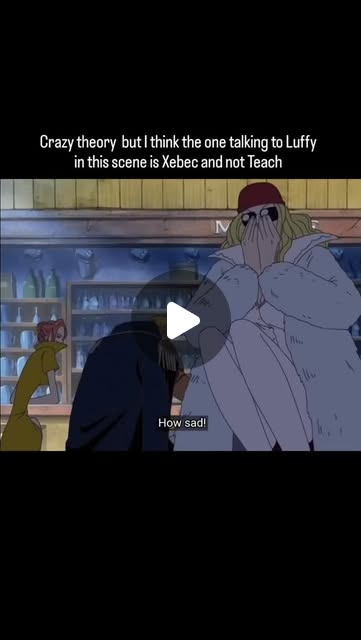 Crazy theory but I think the one talking to Luffy
in this scene is Xebec and not Teach
How sad!